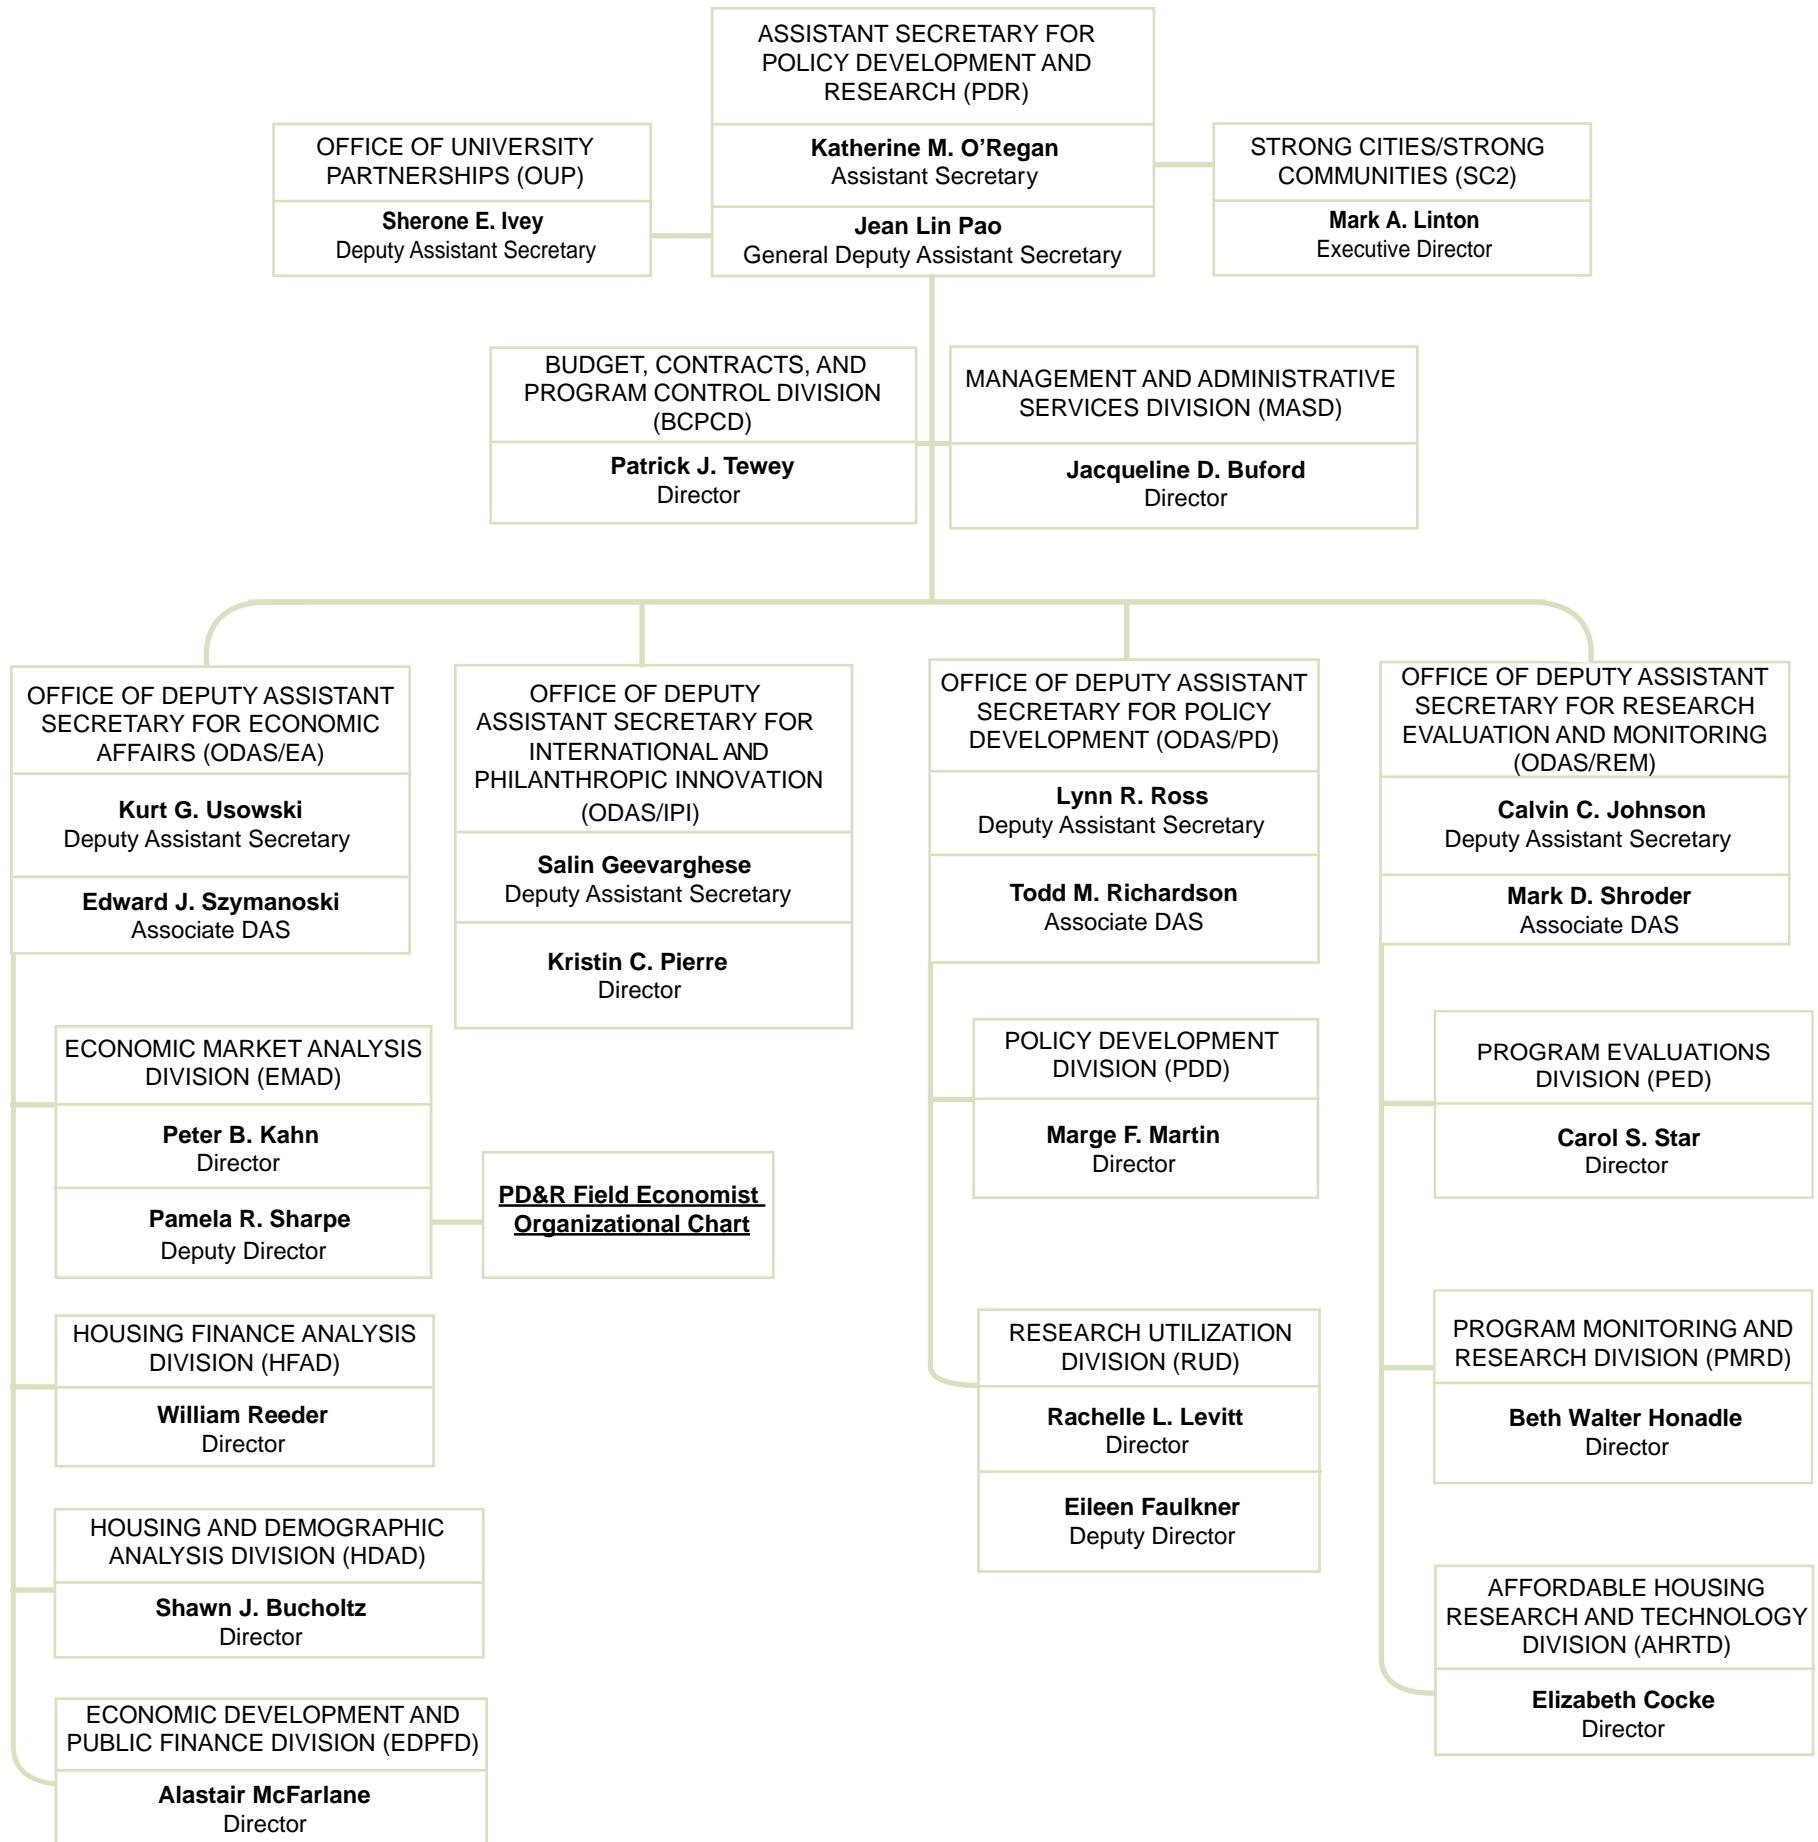 ASSISTANT SECRETARY FOR
POLICY DEVELOPMENT AND
RESEARCH (PDR)
Katherine M. O’Regan
Assistant Secretary
Jean Lin Pao
General Deputy Assistant Secretary
OFFICE OF UNIVERSITY
PARTNERSHIPS (OUP)
Sherone E. Ivey
Deputy Assistant Secretary
STRONG CITIES/STRONG
COMMUNITIES (SC2)
Mark A. Linton
Executive Director
BUDGET, CONTRACTS, AND
PROGRAM CONTROL DIVISION
(BCPCD)
Patrick J. Tewey
Director
MANAGEMENT AND ADMINISTRATIVE
SERVICES DIVISION (MASD)
Jacqueline D. Buford
Director
OFFICE OF DEPUTY ASSISTANT
SECRETARY FOR ECONOMIC
AFFAIRS (ODAS/EA)
Kurt G. Usowski
Deputy Assistant Secretary
Edward J. Szymanoski
Associate DAS
ECONOMIC MARKET ANALYSIS
DIVISION (EMAD)
Peter B. Kahn
Director
Pamela R. Sharpe
Deputy Director
PD&R Field Economist
Organizational Chart
HOUSING FINANCE ANALYSIS
DIVISION (HFAD)
William Reeder
Director
HOUSING AND DEMOGRAPHIC
ANALYSIS DIVISION (HDAD)
Shawn J. Bucholtz
Director
ECONOMIC DEVELOPMENT AND
PUBLIC FINANCE DIVISION (EDPFD)
Alastair McFarlane
Director
OFFICE OF DEPUTY
ASSISTANT SECRETARY FOR
INTERNATIONAL AND
PHILANTHROPIC INNOVATION
(ODAS/IPI)
Salin Geevarghese
Deputy Assistant Secretary
Kristin C. Pierre
Director
OFFICE OF DEPUTY ASSISTANT
SECRETARY FOR POLICY
DEVELOPMENT (ODAS/PD)
Lynn R. Ross
Deputy Assistant Secretary
Todd M. Richardson
Associate DAS
POLICY DEVELOPMENT
DIVISION (PDD)
Marge F. Martin
Director
RESEARCH UTILIZATION
DIVISION (RUD)
Rachelle L. Levitt
Director
Eileen Faulkner
Deputy Director
OFFICE OF DEPUTY ASSISTANT
SECRETARY FOR RESEARCH
EVALUATION AND MONITORING
(ODAS/REM)
Calvin C. Johnson
Deputy Assistant Secretary
Mark D. Shroder
Associate DAS
PROGRAM EVALUATIONS
DIVISION (PED)
Carol S. Star
Director
PROGRAM MONITORING AND
RESEARCH DIVISION (PMRD)
Beth Walter Honadle
Director
AFFORDABLE HOUSING
RESEARCH AND TECHNOLOGY
DIVISION (AHRTD)
Elizabeth Cocke
Director